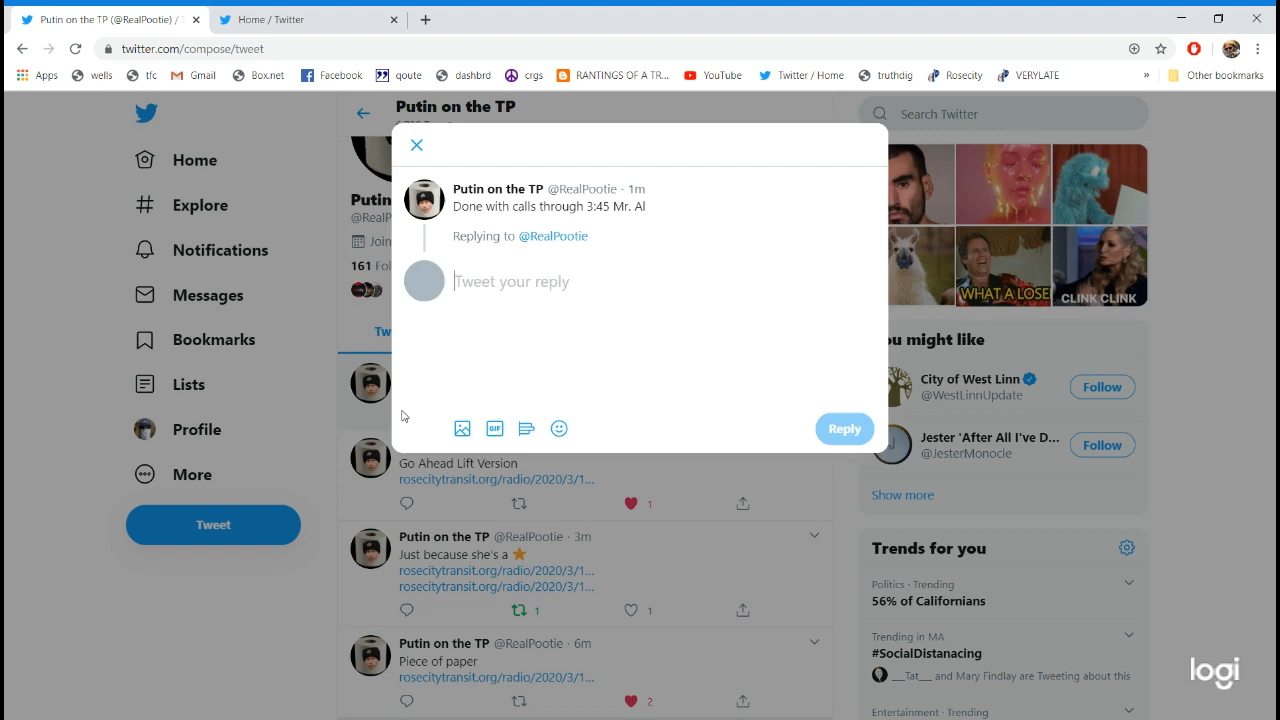 Putin on the TP (@RealPootie) / T
Home / Twitter
twitter.com/compose/tweet
Apps
wells
tfc
Gmail
Box.net
Facebook
qoute
dashbrd
crgs
RANTINGS OF A TR...
YouTube
Twitter / Home
truthdig
Rosecity
VERYLATE
»
Other bookmarks
Home
Explore
Notifications
Messages
Bookmarks
Lists
Profile
More
Tweet
Putin on the TP
Putin
@RealP
Join
161 Fol
Tw
Putin on the TP @RealPootie · 1m
Done with calls through 3:45 Mr. Al
Replying to @RealPootie
Tweet your reply
GIF
Reply
Go Ahead Lift Version
rosecitytransit.org/radio/2020/3/1...
1
Putin on the TP @RealPootie · 3m
Just because she's a ⭐
rosecitytransit.org/radio/2020/3/1...
rosecitytransit.org/radio/2020/3/1...
1
1
Putin on the TP @RealPootie · 6m
Piece of paper
rosecitytransit.org/radio/2020/3/1...
2
Search Twitter
WHAT A LOSE
CLINK CLINK
ou might like
City of West Linn
@WestLinnUpdate
Follow
J
Jester 'After All I've D...
@JesterMonocle
Follow
Show more
Trends for you
Politics · Trending
56% of Californians
Trending in MA
#SocialDistanacing
___Tat___ and Mary Findlay are Tweeting about this
Entertainment · Trending
logi